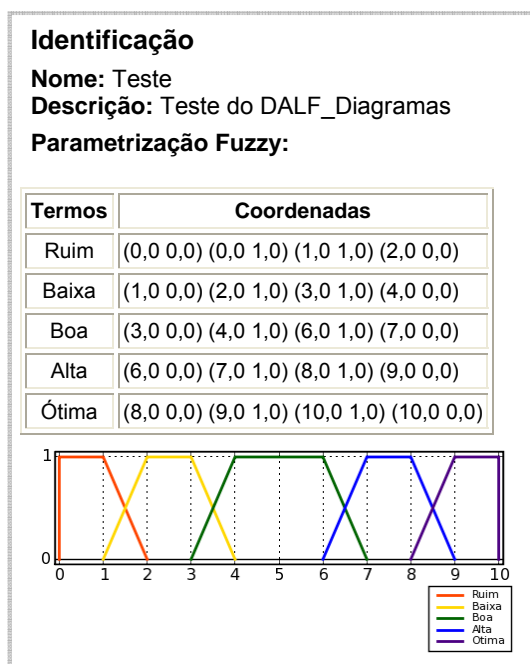 Identificação
Nome: Teste
Descrição: Teste do DALF_Diagramas
Parametrização Fuzzy:
Termos Coordenadas
Ruim (0,0 0,0) (0,0 1,0) (1,0 1,0) (2,0 0,0)
Baixa (1,0 0,0) (2,0 1,0) (3,0 1,0) (4,0 0,0)
Boa (3,0 0,0) (4,0 1,0) (6,0 1,0) (7,0 0,0)
Alta (6,0 0,0) (7,0 1,0) (8,0 1,0) (9,0 0,0)
Ótima (8,0 0,0) (9,0 1,0) (10,0 1,0) (10,0 0,0)
1
0
0 1 2 3 4 5 6 7 8 9 10
Ruim
Baixa
Boa
Alta
Otima